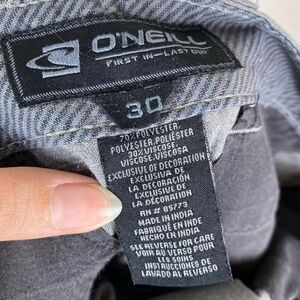 O'NEILL
FIRST IN—LAST OUT
30
70% POLYESTER,
POLYESTER, POLIÉSTER
30% VISCOSE,
VISCOSE, VISCOSA
EXCLUSIVE OF DECORATION
EXCLUSIVA DE
LA DECORACIÓN
EXCLUSIVE DE
LA DÉCORATION
RN # 85773
MADE IN INDIA
FABRIQUÉ EN INDE
HECHO EN INDIA
SEE REVERSE FOR CARE
VOIR AU VERSO POUR
LES SOINS
INSTRUCCIONES DE
LAVADO AL REVERSO